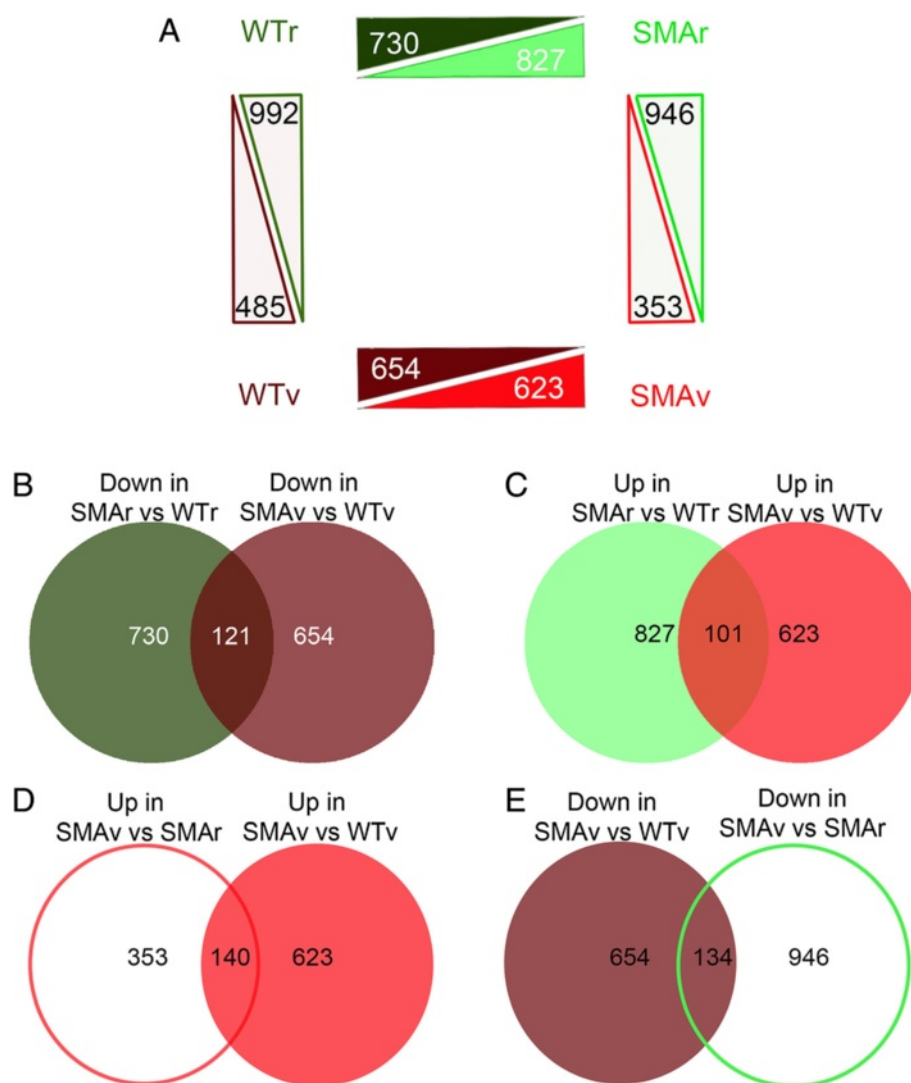 A
WTr
730
827
SMAr
992
485
946
353
WTv
654
623
SMAv
B
Down in
SMAr vs WTr
Down in
SMAv vs WTv
730
121
654
C
Up in
SMAr vs WTr
Up in
SMAv vs WTv
827
101
623
D
Up in
SMAv vs SMAr
Up in
SMAv vs WTv
353
140
623
E
Down in
SMAv vs WTv
Down in
SMAv vs SMAr
654
134
946